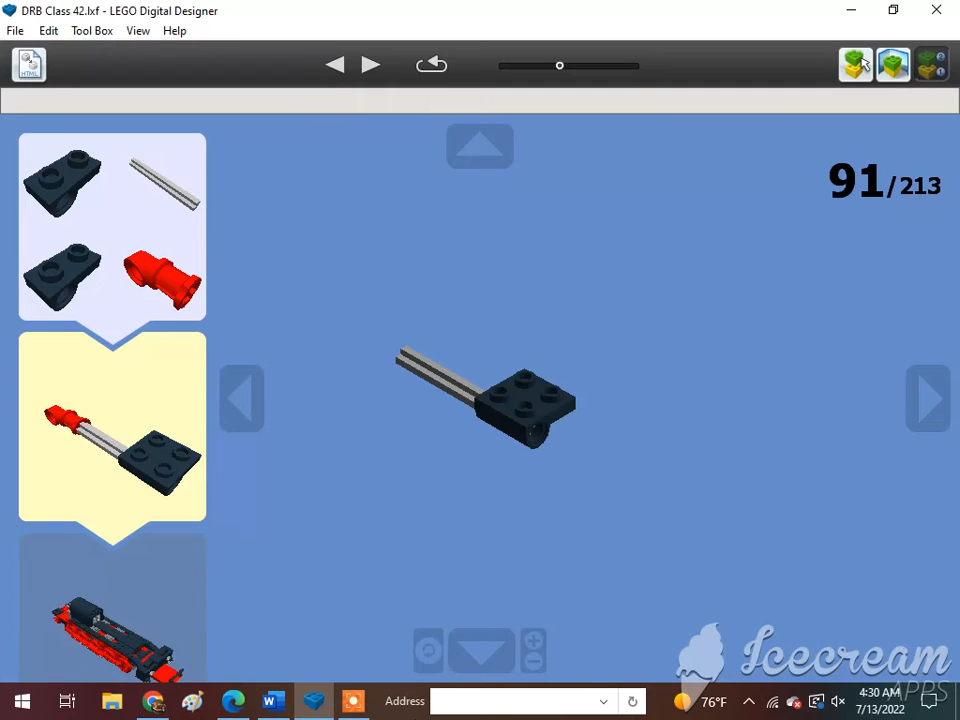 DRB Class 42.lxf - LEGO Digital Designer
File Edit Tool Box View Help
HTML
91/213
Icecream
APPS
Address
76°F
4:30 AM
7/13/2022